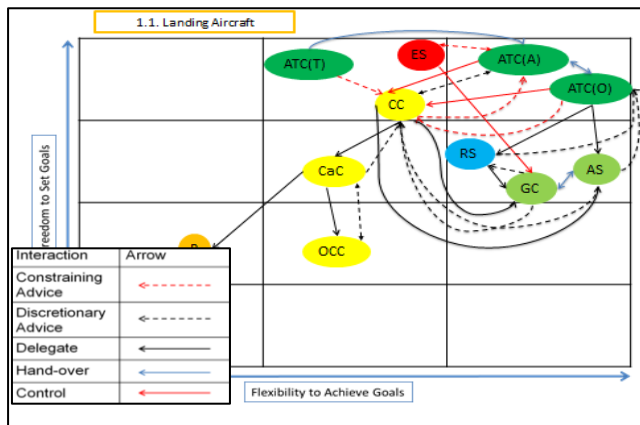 1.1. Landing Aircraft
ATC(T)
ES
ATC(A)
ATC(O)
CC
RS
AS
CaC
GC
OCC
reedom to Set Goals
Interaction Arrow
Constraining
Advice
Discretionary
Advice
Delegate
Hand-over
Control
Flexibility to Achieve Goals